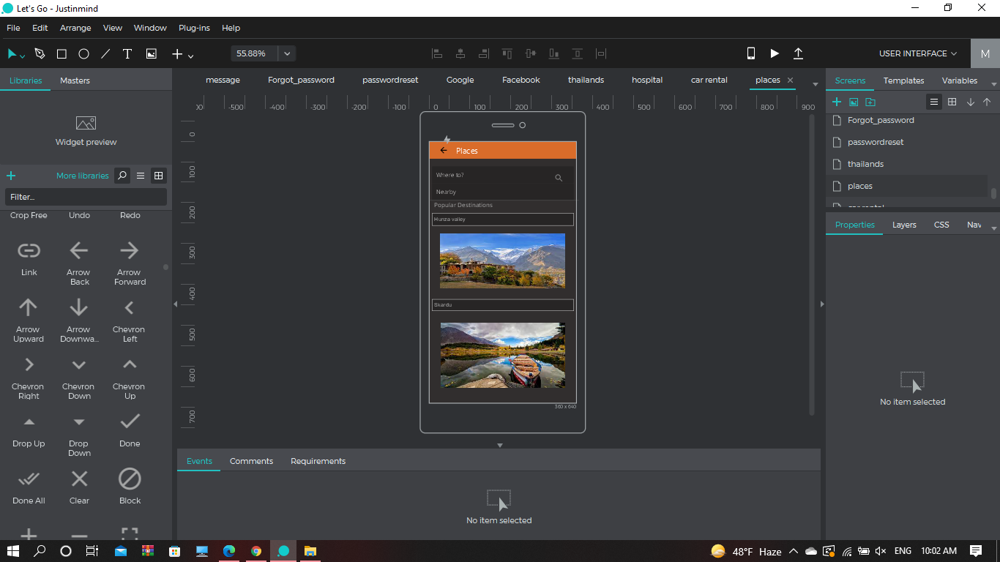 Let's Go - Justinmind
File Edit Arrange View Window Plug-ins Help
55.88%
USER INTERFACE
M
Libraries Masters
message Forgot_password passwordreset Google Facebook thailands hospital car rental places
Screens Templates Variables
-500 -400 -300 -200 -100 0 100 200 300 400 500 600 700 800 900
0
100
200
300
400
500
600
700
Widget preview
More libraries
Filter...
Crop Free Undo Redo
Link Arrow Back Arrow Forward
Arrow Upward Arrow Downwa... Chevron Left
Chevron Right Chevron Down Chevron Up
Drop Up Drop Down Done
Done All Clear Block
Places
Where to?
Nearby
Popular Destinations
Hunza valley
Skardu
360 x 640
Events Comments Requirements
No item selected
Forgot_password
passwordreset
thailands
places
car rental
Properties Layers CSS Nav
No item selected
48°F Haze
ENG
10:02 AM